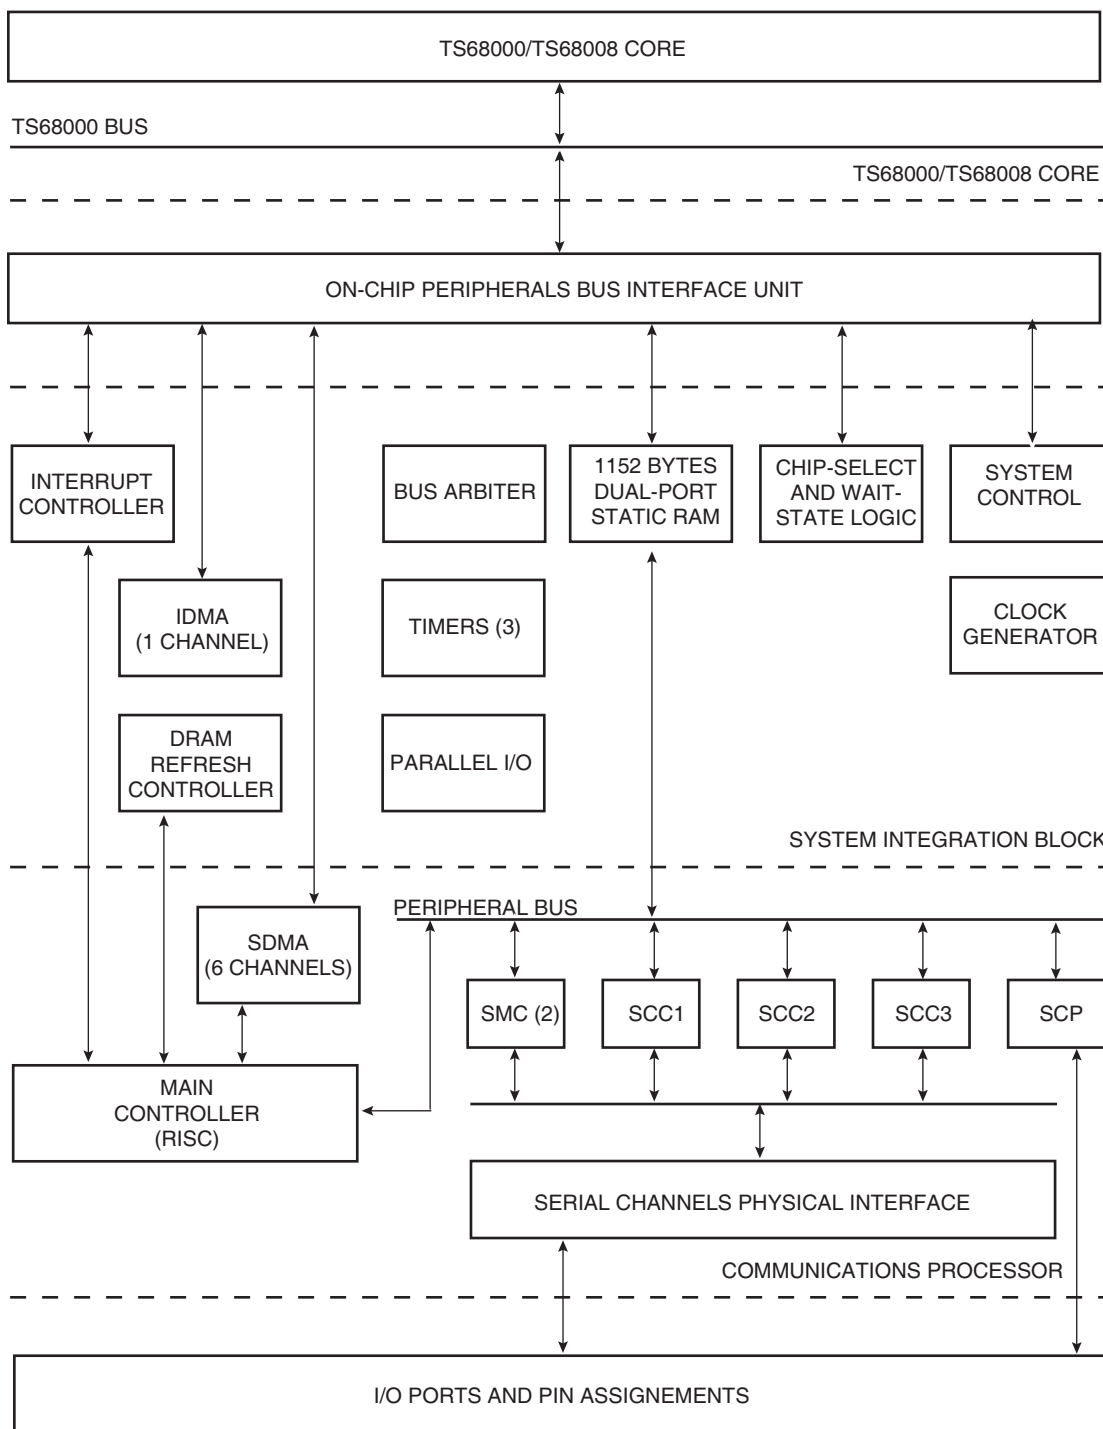 TS68000/TS68008 CORE
TS68000 BUS
TS68000/TS68008 CORE
ON-CHIP PERIPHERALS BUS INTERFACE UNIT
INTERRUPT
CONTROLLER
BUS ARBITER
1152 BYTES
DUAL-PORT
STATIC RAM
CHIP-SELECT
AND WAIT-
STATE LOGIC
SYSTEM
CONTROL
IDMA
(1 CHANNEL)
TIMERS (3)
CLOCK
GENERATOR
DRAM
REFRESH
CONTROLLER
PARALLEL I/O
SYSTEM INTEGRATION BLOCK
PERIPHERAL BUS
SDMA
(6 CHANNELS)
SMC (2)
SCC1
SCC2
SCC3
SCP
MAIN
CONTROLLER
(RISC)
SERIAL CHANNELS PHYSICAL INTERFACE
COMMUNICATIONS PROCESSOR
I/O PORTS AND PIN ASSIGNEMENTS